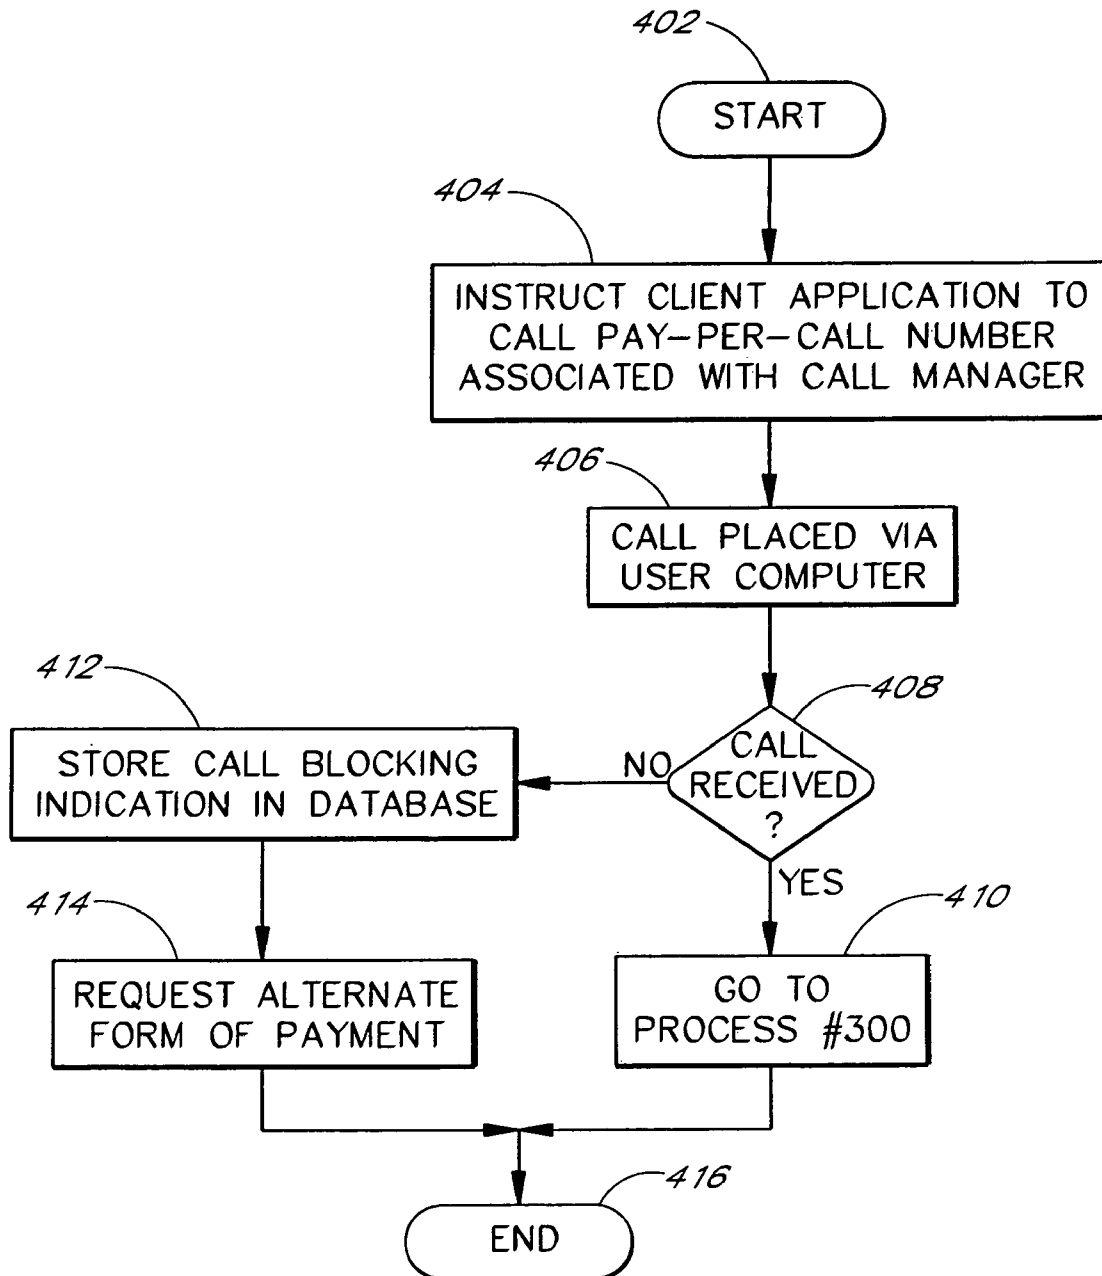 402
START
404
INSTRUCT CLIENT APPLICATION TO
CALL PAY-PER-CALL NUMBER
ASSOCIATED WITH CALL MANAGER
406
CALL PLACED VIA
USER COMPUTER
408
CALL
RECEIVED
?
NO
YES
412
STORE CALL BLOCKING
INDICATION IN DATABASE
414
REQUEST ALTERNATE
FORM OF PAYMENT
410
GO TO
PROCESS #300
416
END